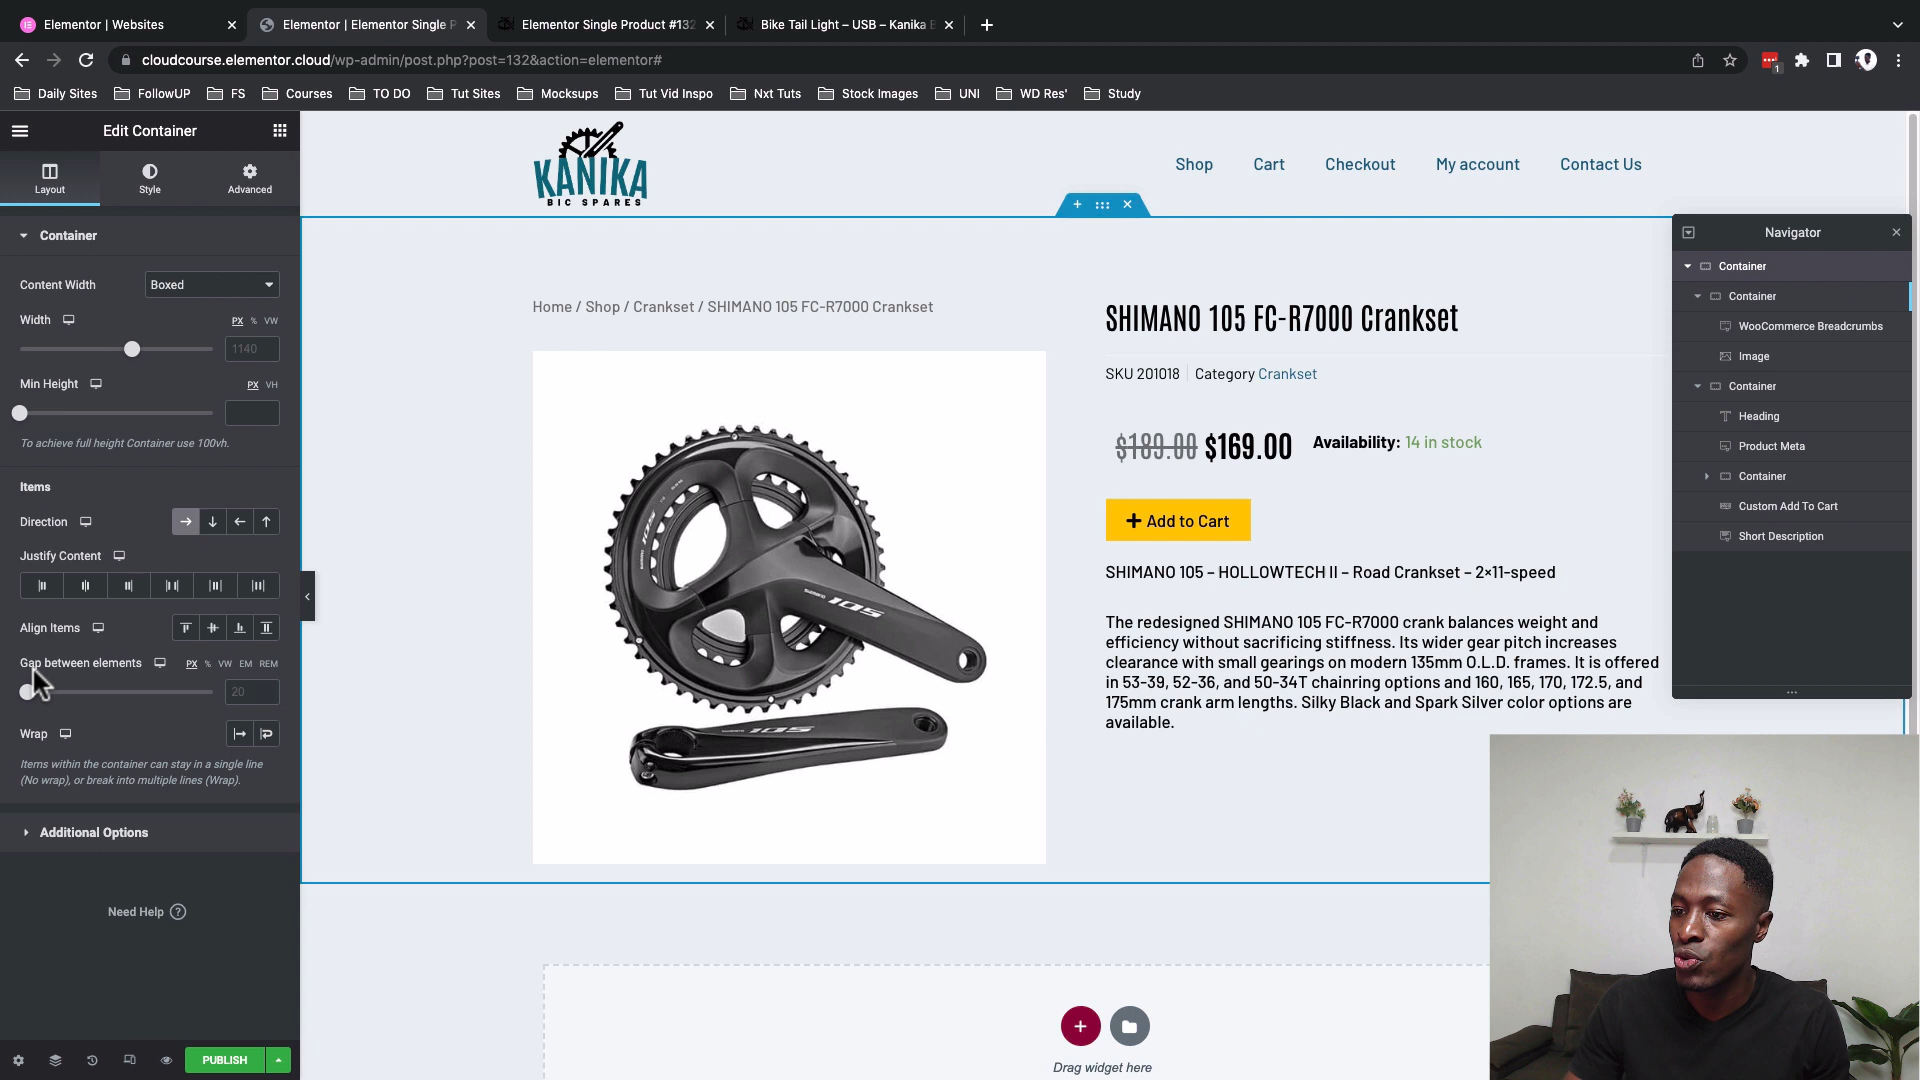 Elementor | Websites
Elementor | Elementor Single P
Elementor Single Product #132
Bike Tail Light – USB – Kanika B
cloudcourse.elementor.cloud/wp-admin/post.php?post=132&action=elementor#
1
Daily Sites
FollowUP
FS
Courses
TO DO
Tut Sites
Mocksups
Tut Vid Inspo
Nxt Tuts
Stock Images
UNI
WD Res'
Study
Edit Container
Layout
Style
Advanced
Container
Content Width
Boxed
Width
PX % VW
1140
Min Height
PX VH
To achieve full height Container use 100vh.
Items
Direction
Justify Content
Align Items
Gap between elements
PX % VW EM REM
20
Wrap
Items within the container can stay in a single line
(No wrap), or break into multiple lines (Wrap).
Additional Options
Need Help ?
PUBLISH
KANIKA
BIC SPARES
Shop
Cart
Checkout
My account
Contact Us
Home / Shop / Crankset / SHIMANO 105 FC-R7000 Crankset
105
SHIMANO 105
105
SHIMANO 105 FC-R7000 Crankset
SKU 201018
Category Crankset
$189.00 $169.00
Availability: 14 in stock
Add to Cart
SHIMANO 105 – HOLLOWTECH II – Road Crankset – 2×11-speed
The redesigned SHIMANO 105 FC-R7000 crank balances weight and
efficiency without sacrificing stiffness. Its wider gear pitch increases
clearance with small gearings on modern 135mm O.L.D. frames. It is offered
in 53-39, 52-36, and 50-34T chainring options and 160, 165, 170, 172.5, and
175mm crank arm lengths. Silky Black and Spark Silver color options are
available.
Drag widget here
Navigator
Container
Container
WooCommerce Breadcrumbs
Image
Container
Heading
Product Meta
Container
Custom Add To Cart
Short Description